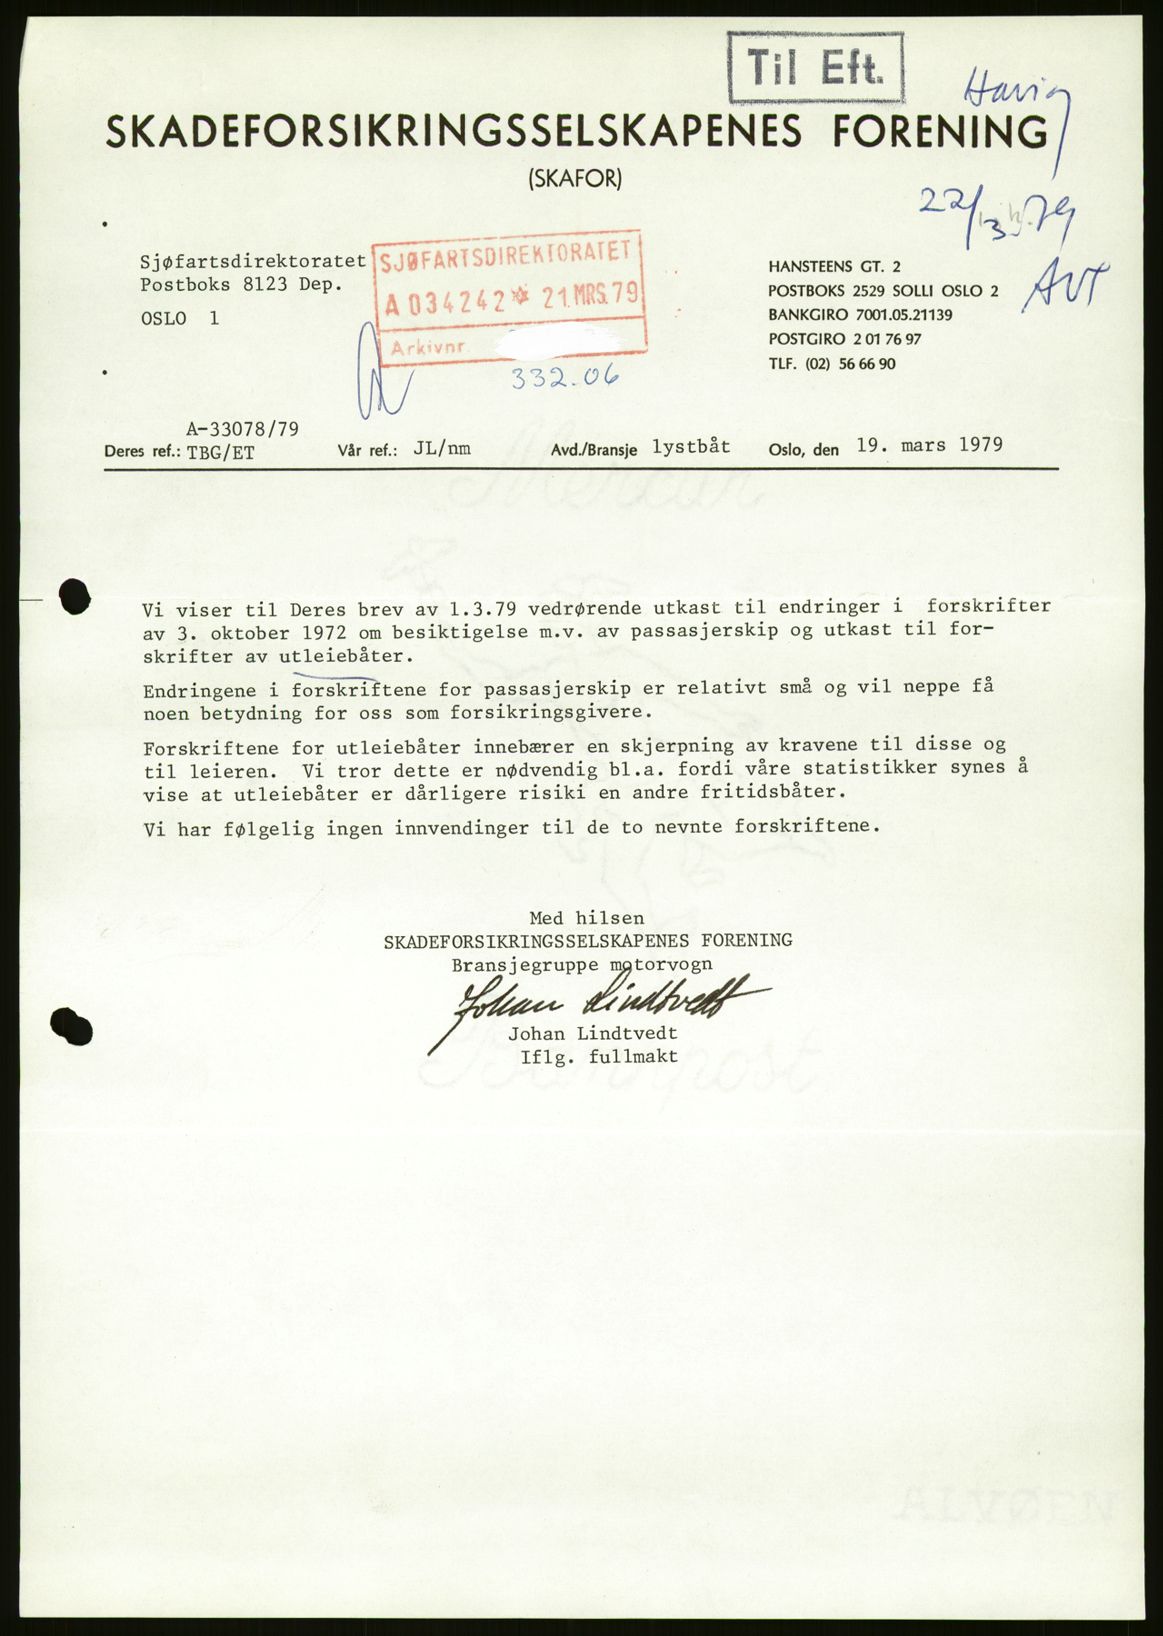 Til Eft.
SKADEFORSIKRINGSSELSKAPENES FORENING
(SKAFOR)
22/3 79
Sjøfartsdirektoratet
Postboks 8123 Dep.
OSLO 1
SJØFARTSDIREKTORATET
A 034242 * 21.MRS.79
Arkivnr.
332.06
HANSTEENS GT. 2
POSTBOKS 2529 SOLLI OSLO 2
BANKGIRO 7001.05.21139
POSTGIRO 2 01 76 97
TLF. (02) 56 66 90
A-33078/79
Deres ref.: TBG/ET Vår ref.: JL/nm Avd./Bransje lystbåt Oslo, den 19. mars 1979
Vi viser til Deres brev av 1.3.79 vedrørende utkast til endringer i forskrifter
av 3. oktober 1972 om besiktigelse m.v. av passasjerskip og utkast til for-
skrifter av utleiebåter.
Endringene i forskriftene for passasjerskip er relativt små og vil neppe få
noen betydning for oss som forsikringsgivere.
Forskriftene for utleiebåter innebærer en skjerpning av kravene til disse og
til leieren. Vi tror dette er nødvendig bl.a. fordi våre statistikker synes å
vise at utleiebåter er dårligere risiki en andre fritidsbåter.
Vi har følgelig ingen innvendinger til de to nevnte forskriftene.
Med hilsen
SKADEFORSIKRINGSSELSKAPENES FORENING
Bransjegruppe motorvogn
Johan Lindtvedt
Johan Lindtvedt
Iflg. fullmakt